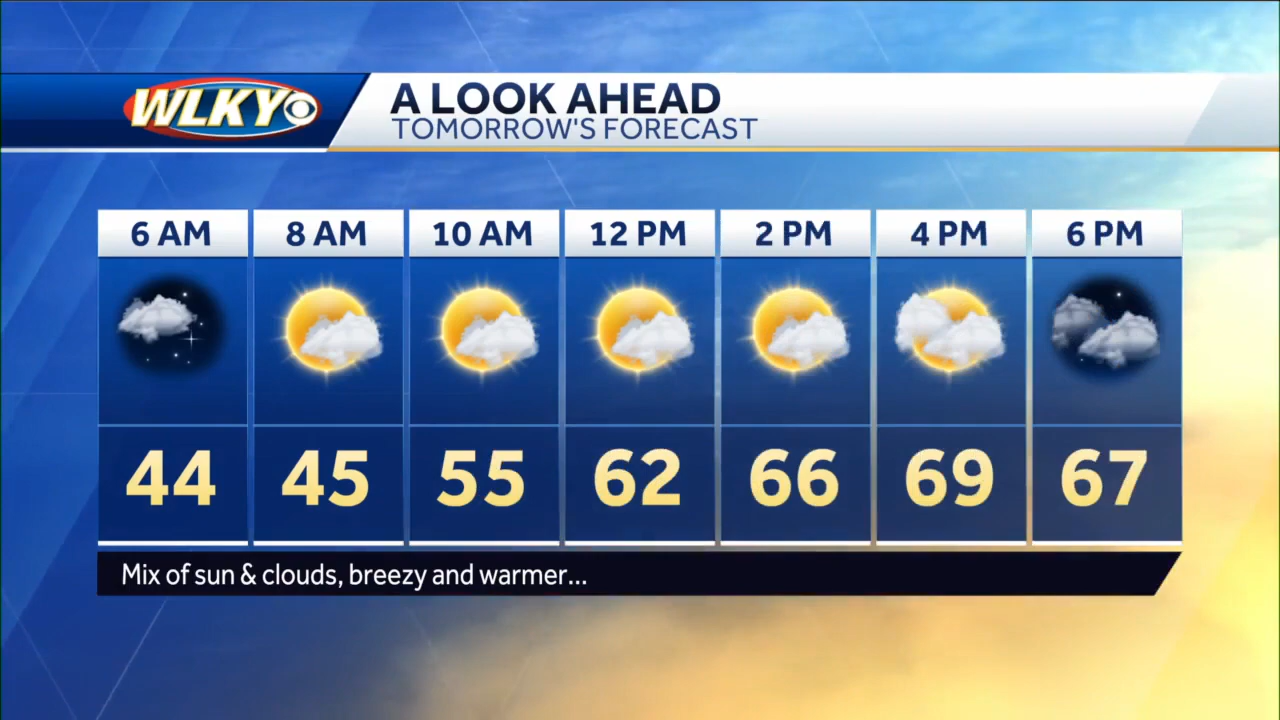 WLKY
A LOOK AHEAD
TOMORROW'S FORECAST
6 AM 8 AM 10 AM 12 PM 2 PM 4 PM 6 PM
44 45 55 62 66 69 67
Mix of sun & clouds, breezy and warmer...